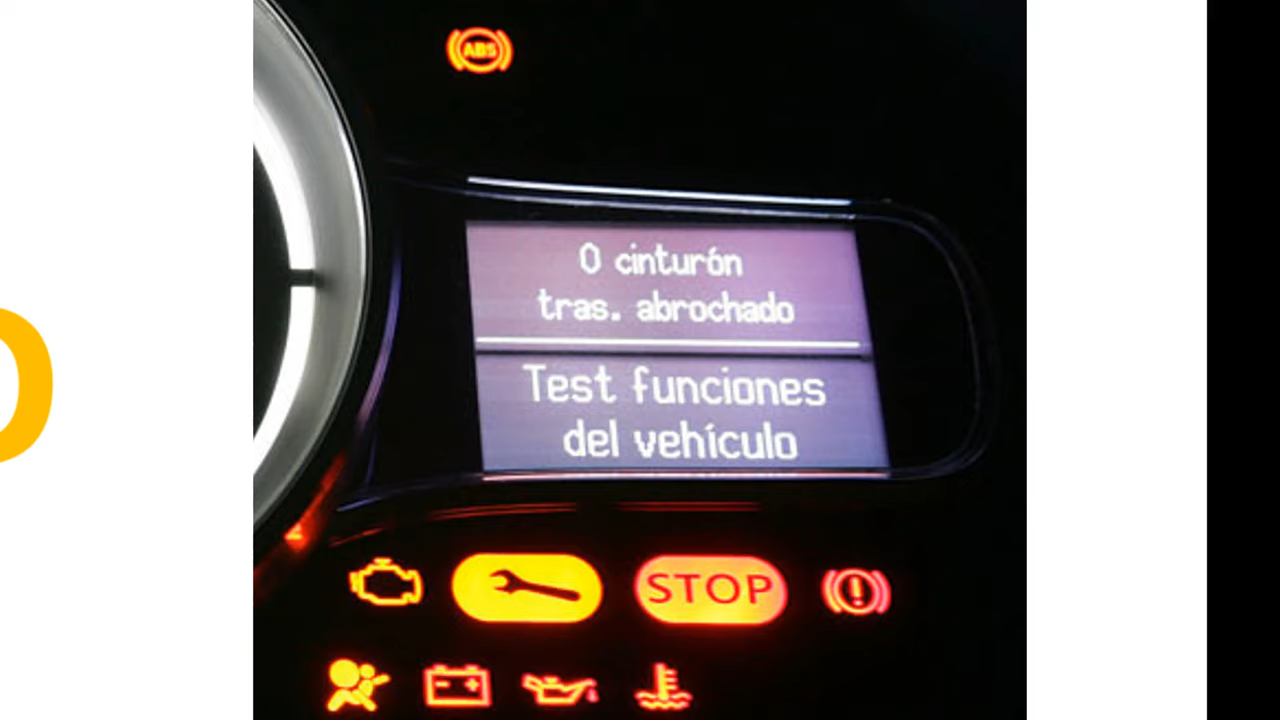 ABS
0 cinturón
tras. abrochado
Test funciones
del vehículo
STOP